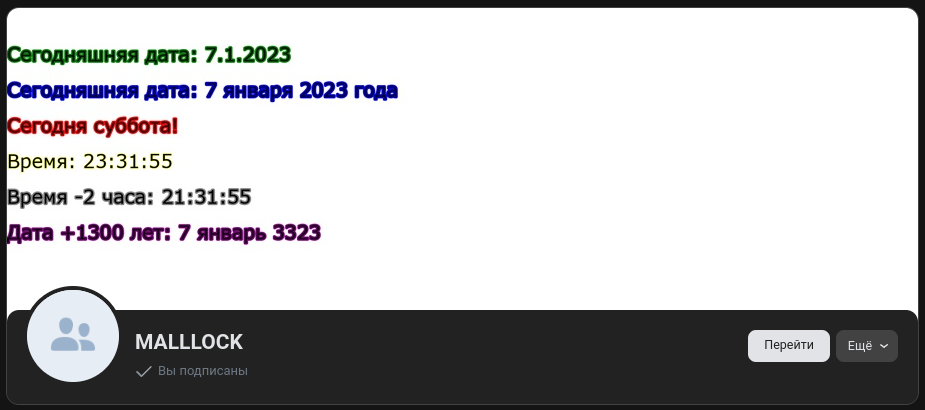 Сегодняшняя дата: 7.1.2023
Сегодняшняя дата: 7 января 2023 года
Сегодня суббота!
Время: 23:31:55
Время -2 часа: 21:31:55
Дата +1300 лет: 7 январь 3323
MALLLOCK
Вы подписаны
Перейти
Ещё